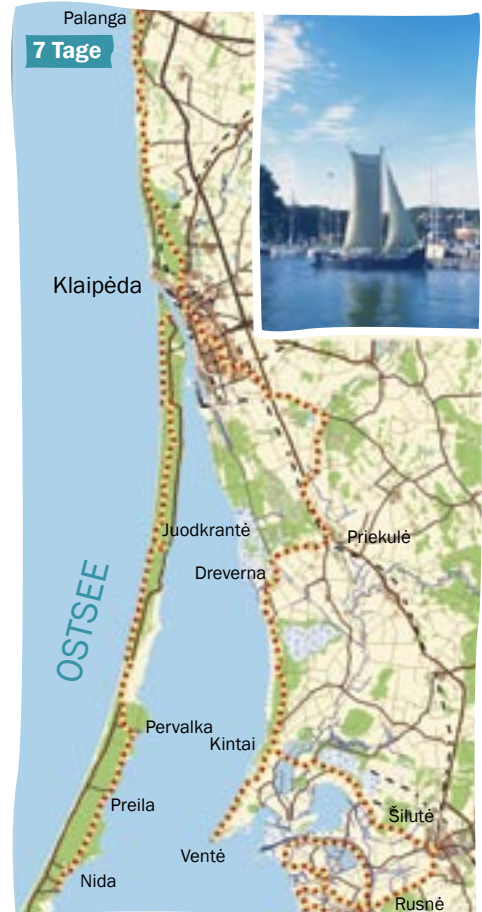 Palanga
7 Tage
Klaipėda
Juodkrantė
Priekulė
Dreverna
OSTSEE
Pervalka
Kintai
Preila
Šilutė
Ventė
Nida
Rusnė